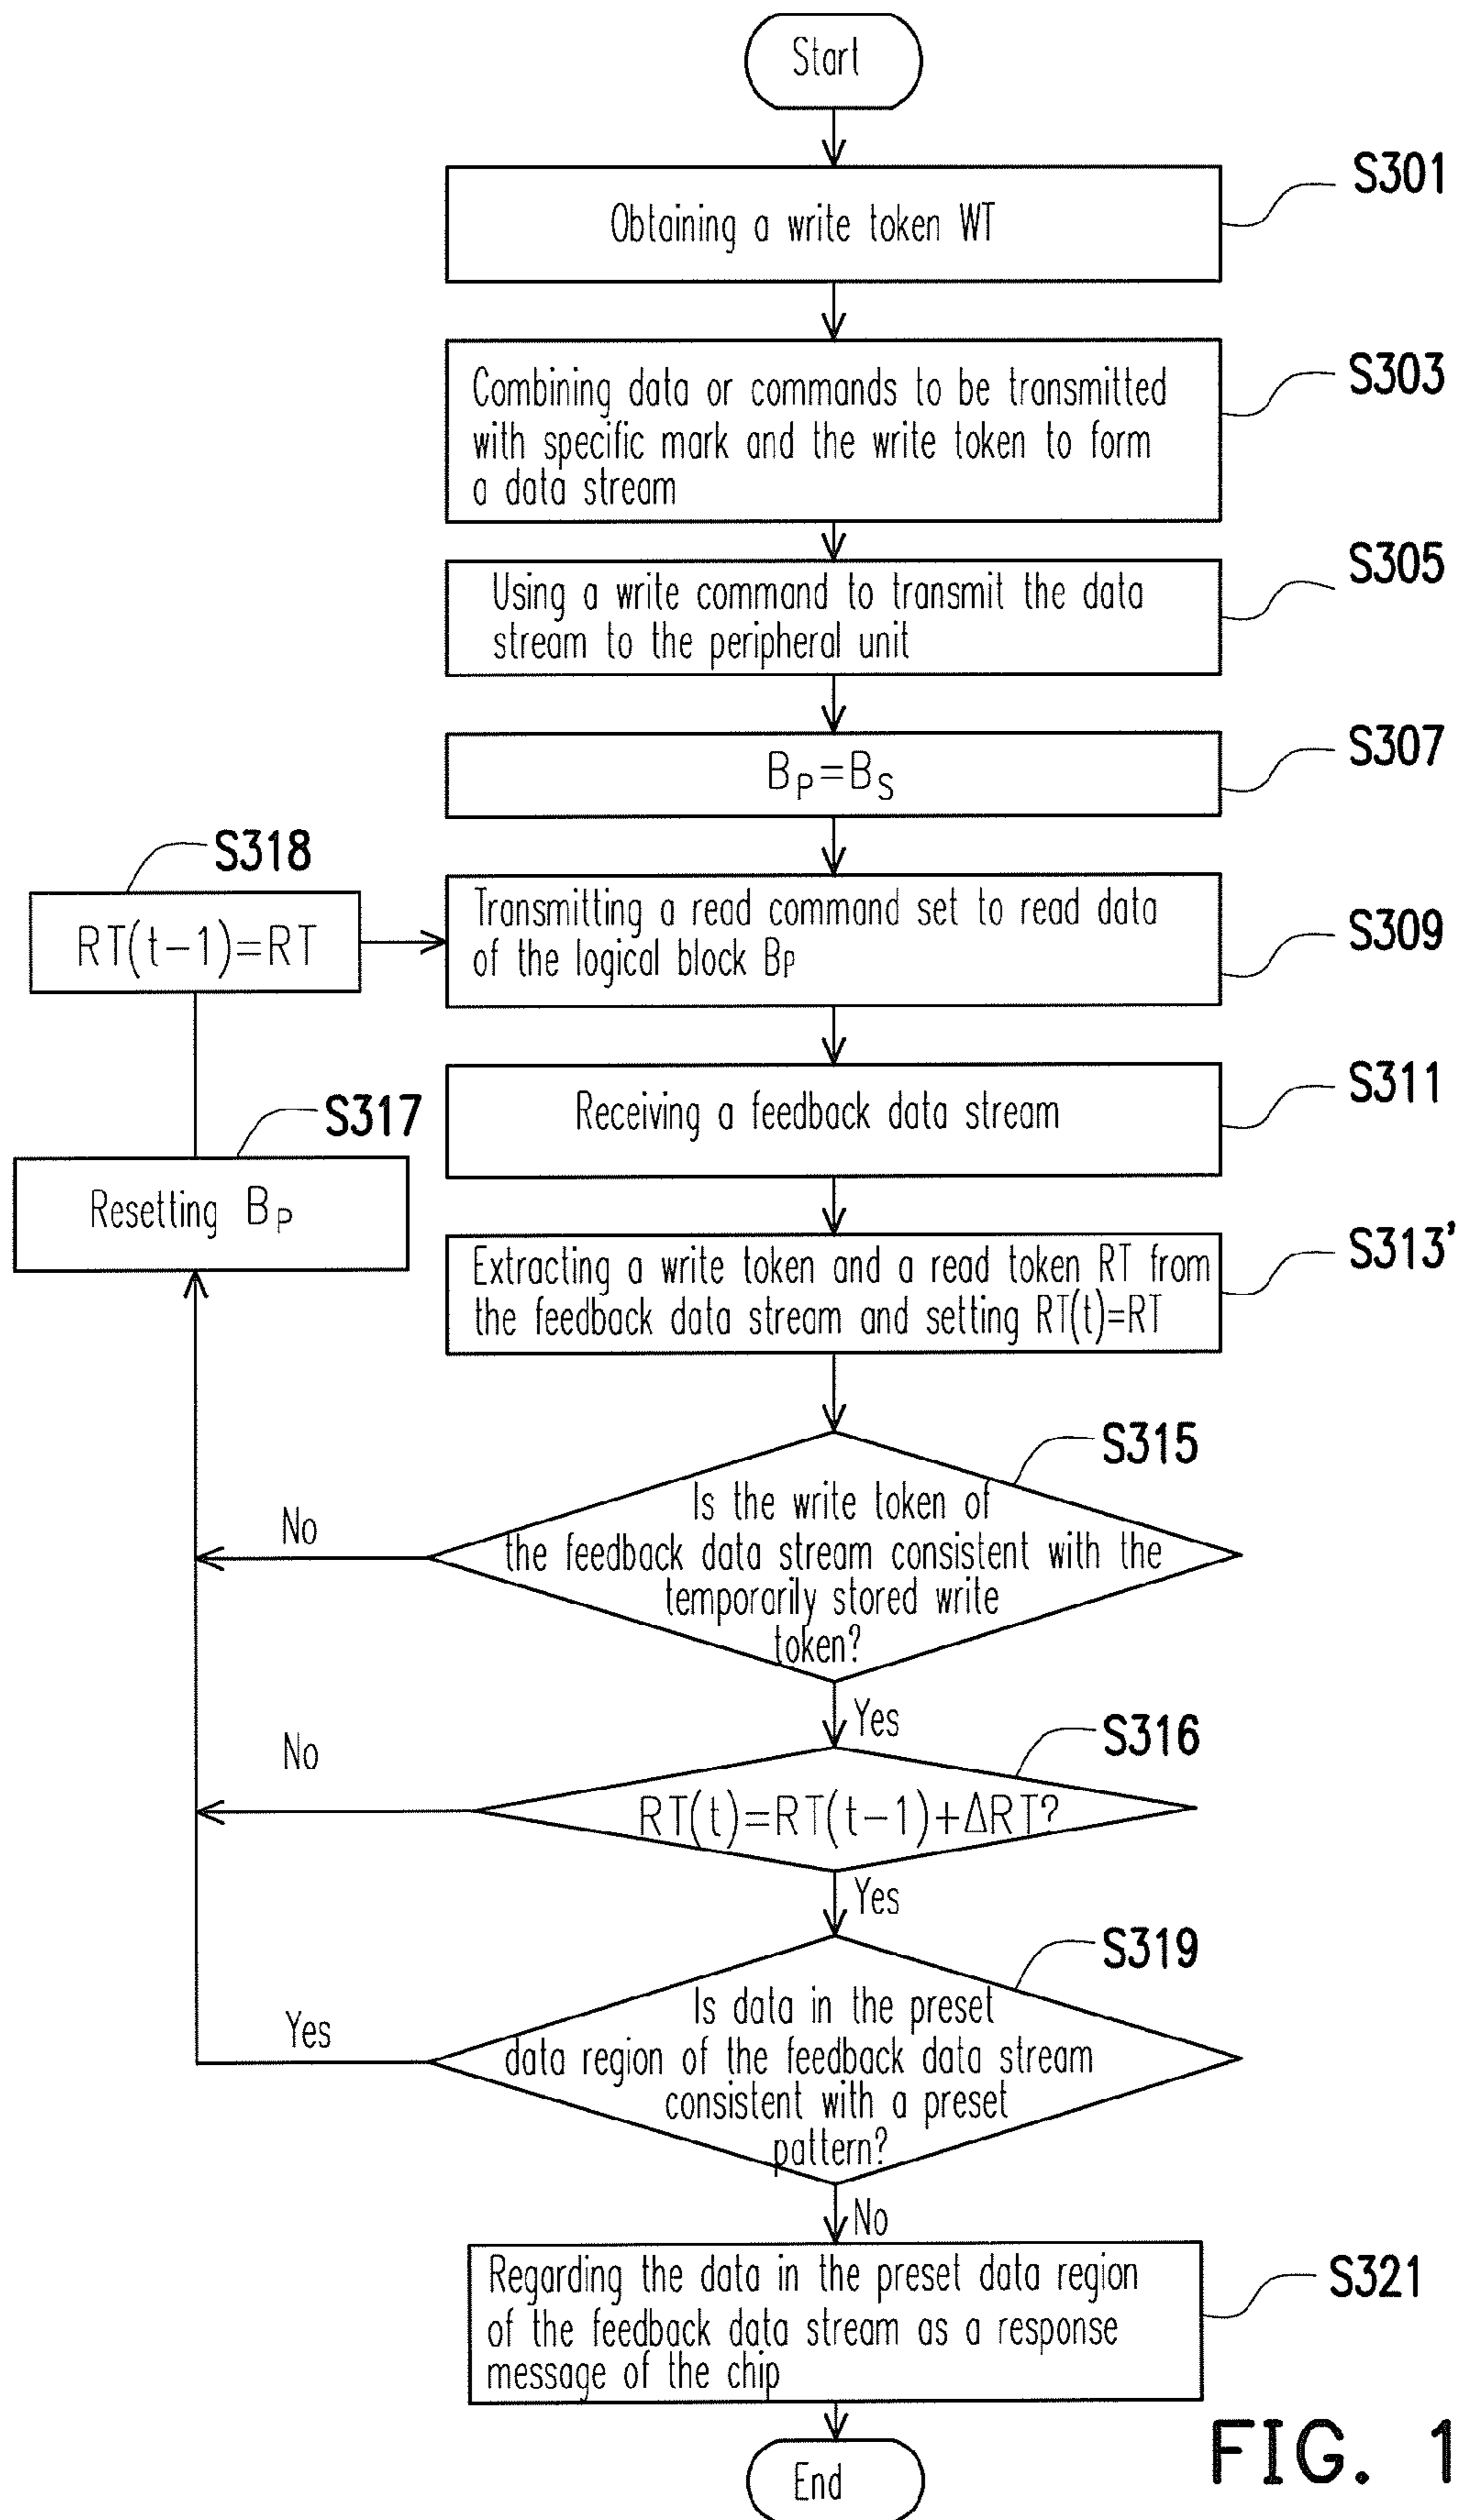 Start
S301
Obtaining a write token WT
S303
Combining data or commands to be transmitted
with specific mark and the write token to form
a data stream
S305
Using a write command to transmit the data
stream to the peripheral unit
S307
BP=BS
S318
RT(t-1)=RT
S309
Transmitting a read command set to read data
of the logical block BP
S311
Receiving a feedback data stream
S317
Resetting BP
S313'
Extracting a write token and a read token RT from
the feedback data stream and setting RT(t)=RT
S315
Is the write token of
the feedback data stream consistent with the
temporarily stored write
token?
No
Yes
S316
RT(t)=RT(t-1)+ΔRT?
No
Yes
S319
Is data in the preset
data region of the feedback data stream
consistent with a preset
pattern?
Yes
No
S321
Regarding the data in the preset data region
of the feedback data stream as a response
message of the chip
End
FIG. 1